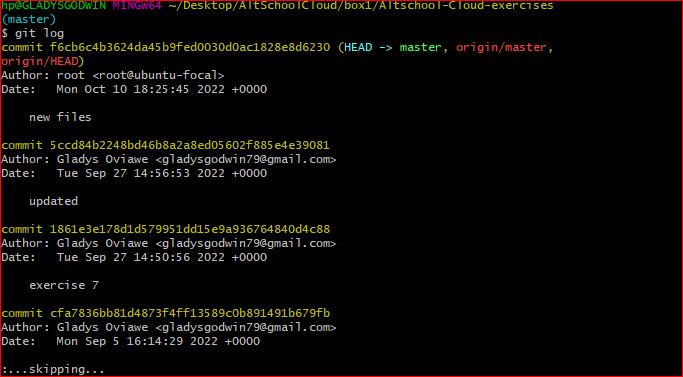 hp@GLADYSGODWIN MINGW64 ~/Desktop/AltSchoolCloud/box1/Altschool-Cloud-exercises
(master)
$ git log
commit f6cb6c4b3624da45b9fed0030d0ac1828e8d6230 (HEAD -> master, origin/master,
origin/HEAD)
Author: root <root@ubuntu-focal>
Date:   Mon Oct 10 18:25:45 2022 +0000
    new files
commit 5ccd84b2248bd46b8a2a8ed05602f885e4e39081
Author: Gladys Oviawe <gladysgodwin79@gmail.com>
Date:   Tue Sep 27 14:56:53 2022 +0000
    updated
commit 1861e3e178d1d579951dd15e9a936764840d4c88
Author: Gladys Oviawe <gladysgodwin79@gmail.com>
Date:   Tue Sep 27 14:50:56 2022 +0000
    exercise 7
commit cfa7836bb81d4873f4ff13589c0b891491b679fb
Author: Gladys Oviawe <gladysgodwin79@gmail.com>
Date:   Mon Sep 5 16:14:29 2022 +0000
:...skipping...